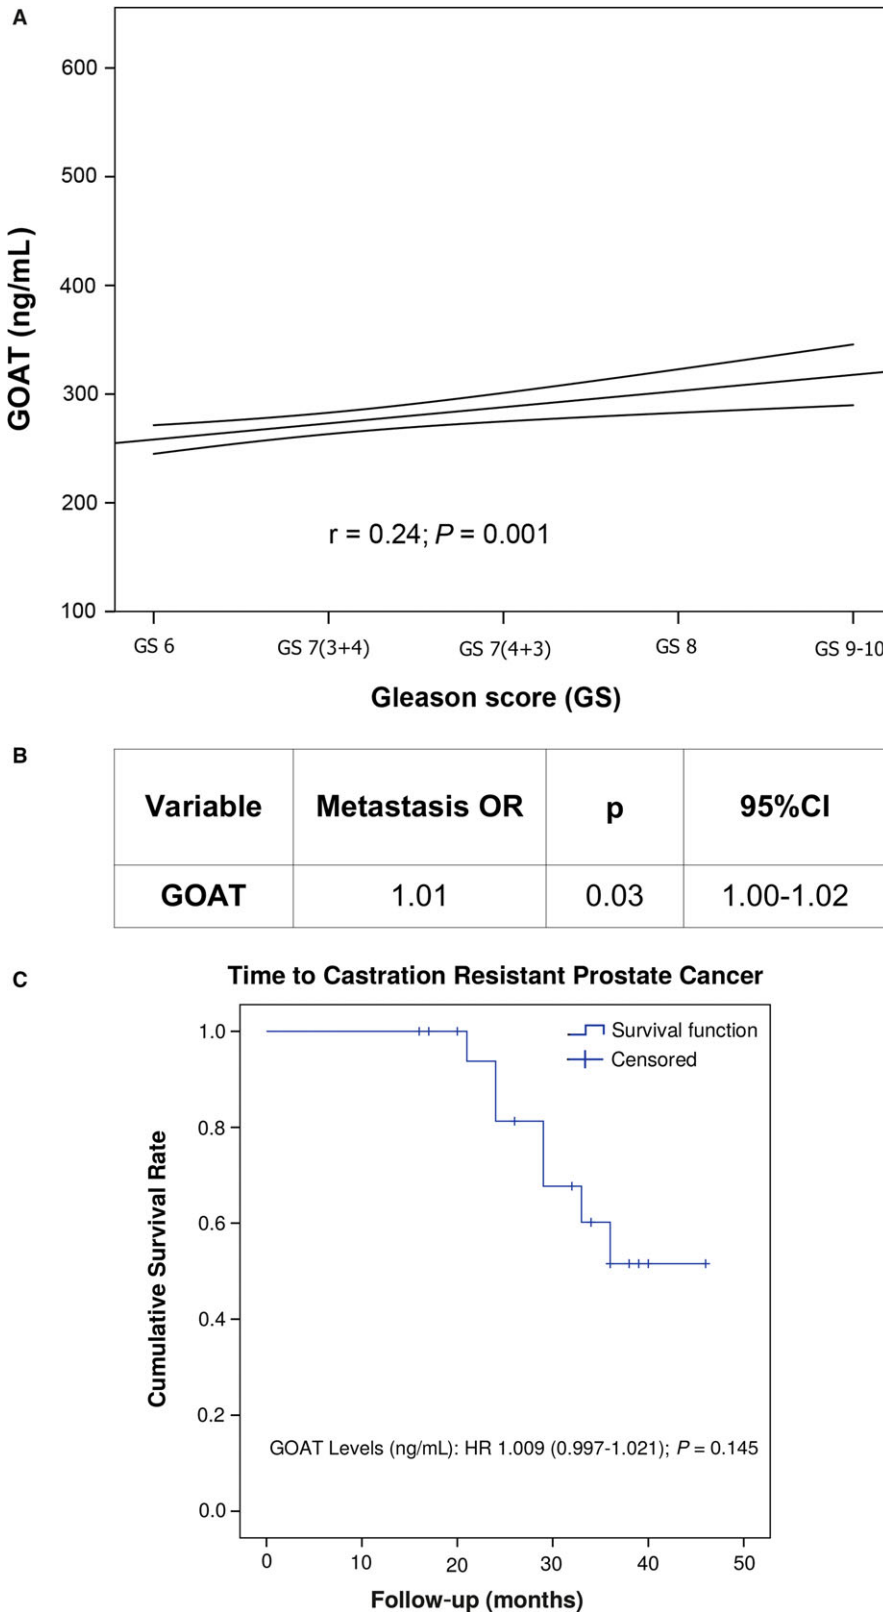 A
600
500
400
300
200
100
GOAT (ng/mL)
r = 0.24; P = 0.001
GS 6 GS 7(3+4) GS 7(4+3) GS 8 GS 9-10
Gleason score (GS)
B
Variable Metastasis OR p 95%CI
GOAT 1.01 0.03 1.00-1.02
C
Time to Castration Resistant Prostate Cancer
Survival function
Censored
1.0
0.8
0.6
0.4
0.2
0.0
Cumulative Survival Rate
GOAT Levels (ng/mL): HR 1.009 (0.997-1.021); P = 0.145
0 10 20 30 40 50
Follow-up (months)